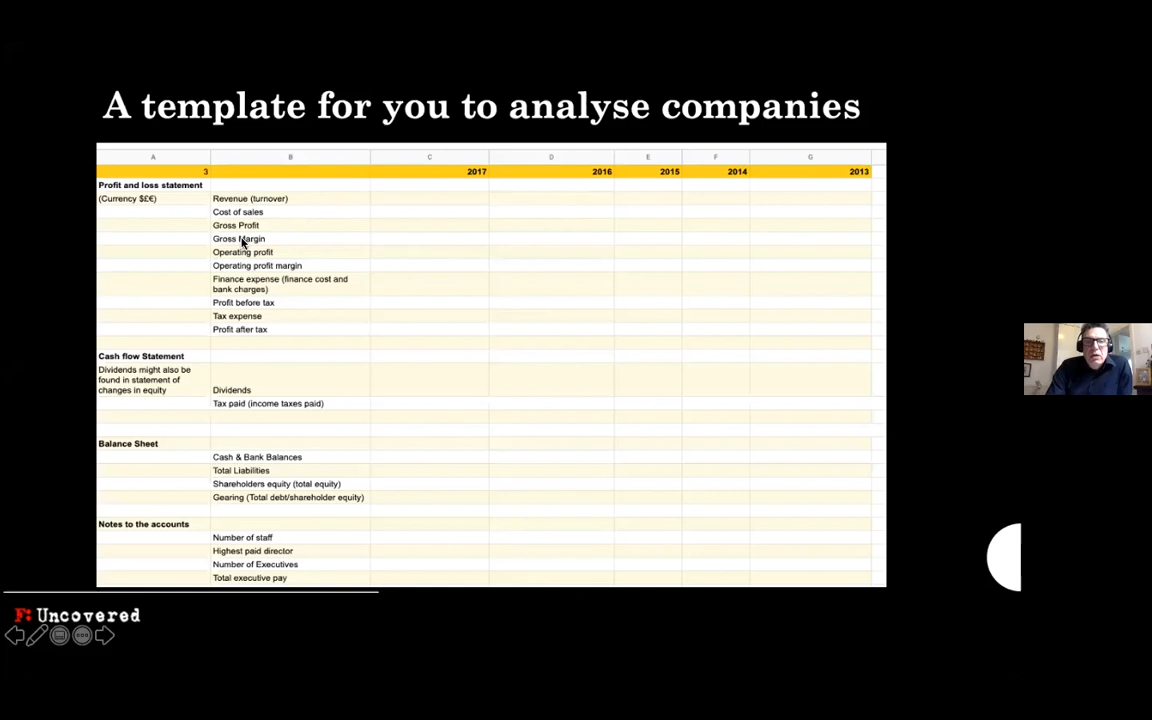 A template for you to analyse companies
A B C D E F G
3 2017 2016 2015 2014 2013
Profit and loss statement
(Currency $£€) Revenue (turnover)
Cost of sales
Gross Profit
Gross Margin
Operating profit
Operating profit margin
Finance expense (finance cost and
bank charges)
Profit before tax
Tax expense
Profit after tax
Cash flow Statement
Dividends might also be
found in statement of
changes in equity Dividends
Tax paid (income taxes paid)
Balance Sheet
Cash & Bank Balances
Total Liabilities
Shareholders equity (total equity)
Gearing (Total debt/shareholder equity)
Notes to the accounts
Number of staff
Highest paid director
Number of Executives
Total executive pay
F: Uncovered